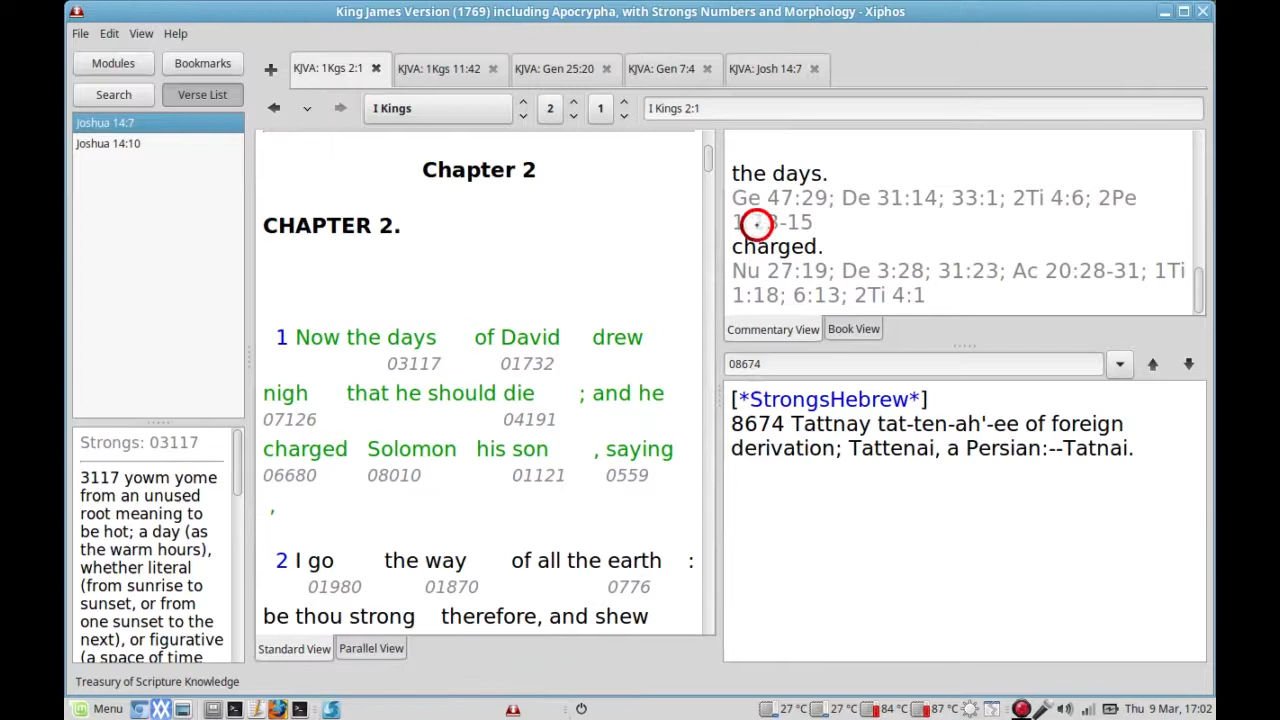 King James Version (1769) including Apocrypha, with Strongs Numbers and Morphology - Xiphos
File Edit View Help
Modules Bookmarks
Search Verse List
Joshua 14:7
Joshua 14:10
Strongs: 03117
3117 yowm yome
from an unused
root meaning to
be hot; a day (as
the warm hours),
whether literal
(from sunrise to
sunset, or from
one sunset to the
next), or figurative
(a space of time
KJVA: 1Kgs 2:1 KJVA: 1Kgs 11:42 KJVA: Gen 25:20 KJVA: Gen 7:4 KJVA: Josh 14:7
I Kings 2 1 I Kings 2:1
Chapter 2
CHAPTER 2.
1 Now the days of David drew
03117 01732
nigh that he should die ; and he
07126 04191
charged Solomon his son , saying
06680 08010 01121 0559
,
2 I go the way of all the earth :
01980 01870 0776
be thou strong therefore, and shew
Standard View Parallel View
the days.
Ge 47:29; De 31:14; 33:1; 2Ti 4:6; 2Pe
1:13-15
charged.
Nu 27:19; De 3:28; 31:23; Ac 20:28-31; 1Ti
1:18; 6:13; 2Ti 4:1
Commentary View Book View
08674
[*StrongsHebrew*]
8674 Tattnay tat-ten-ah'-ee of foreign
derivation; Tattenai, a Persian:--Tatnai.
Treasury of Scripture Knowledge
Menu 27 °C 27 °C 84 °C 87 °C Thu 9 Mar, 17:02